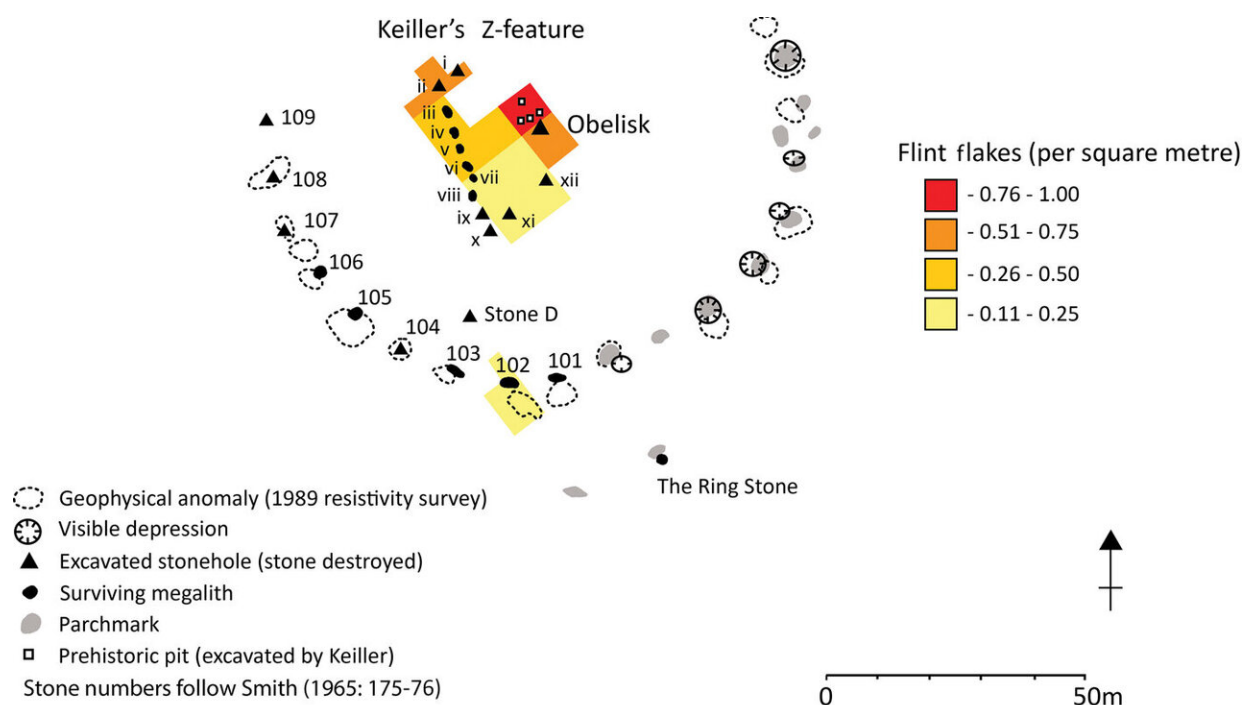 Keiller's Z-feature
i
ii
iii
iv
v
vi
vii
viii
ix
x
xi
xii
Obelisk
109
108
107
106
105
104
103
102
101
Stone D
The Ring Stone
Flint flakes (per square metre)
- 0.76 - 1.00
- 0.51 - 0.75
- 0.26 - 0.50
- 0.11 - 0.25
Geophysical anomaly (1989 resistivity survey)
Visible depression
Excavated stonehole (stone destroyed)
Surviving megalith
Parchmark
Prehistoric pit (excavated by Keiller)
Stone numbers follow Smith (1965: 175-76)
0 50m